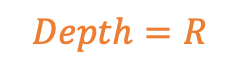 Depth = R